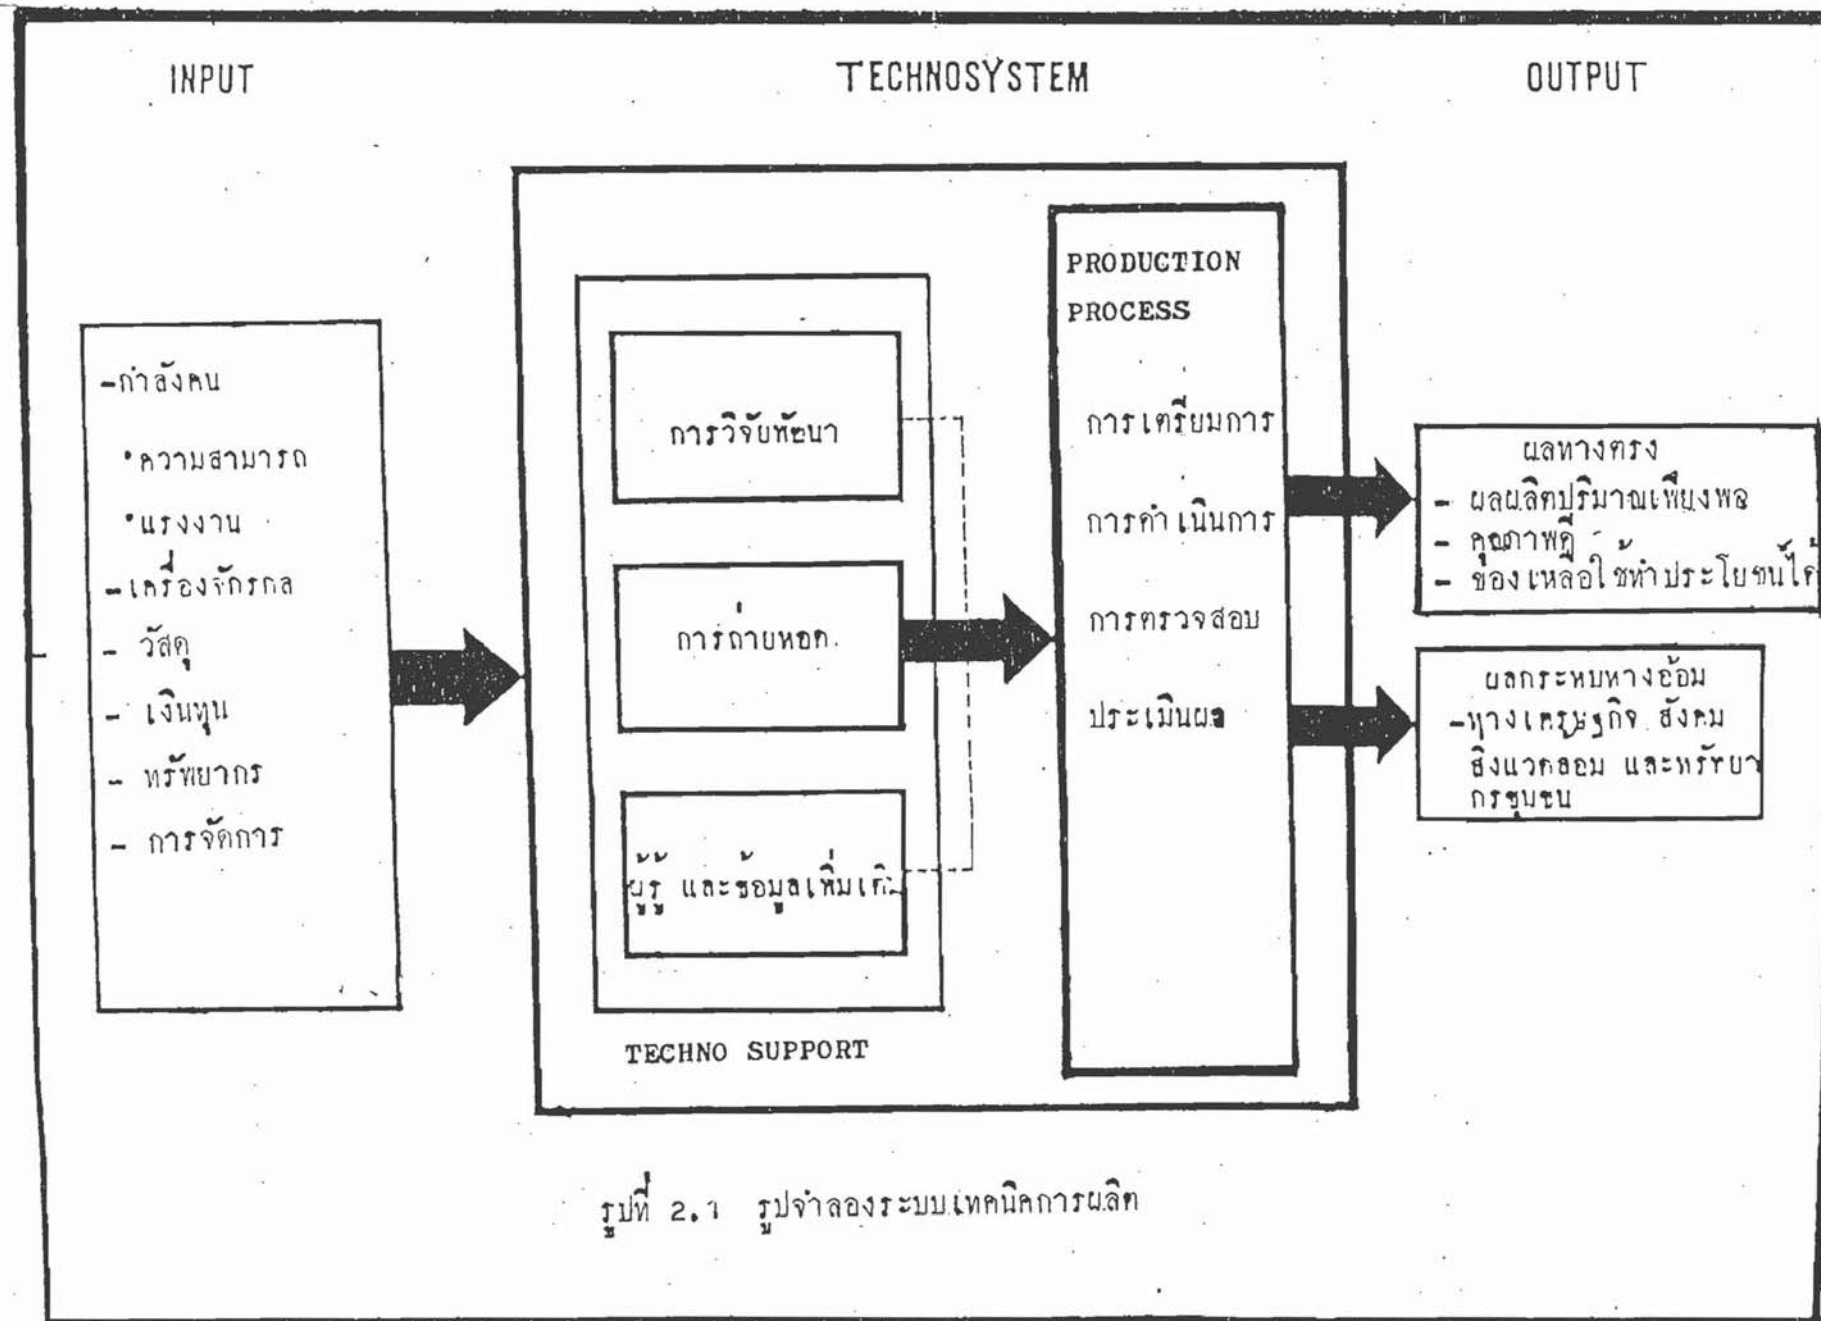 INPUT
TECHNOSYSTEM
OUTPUT
-กำลังคน
•ความสามารถ
•แรงงาน
-เครื่องจักรกล
- วัสดุ
- เงินทุน
- ทรัพยากร
- การจัดการ
การวิจัยพัฒนา
การถ่ายทอด
ผู้รู้ และข้อมูลเพิ่มเติม
TECHNO SUPPORT
PRODUCTION
PROCESS
การเตรียมการ
การดำเนินการ
การตรวจสอบ
ประเมินผล
ผลทางตรง
- ผลผลิตปริมาณเพียงพอ
- คุณภาพดี
- ของเหลือใช้ทำประโยชน์ได้
ผลกระทบทางอ้อม
-ทางเศรษฐกิจ สังคม
สิ่งแวดลอม และทรัพยา
กรชุมชน
รูปที่ 2.1 รูปจำลองระบบเทคนิคการผลิต